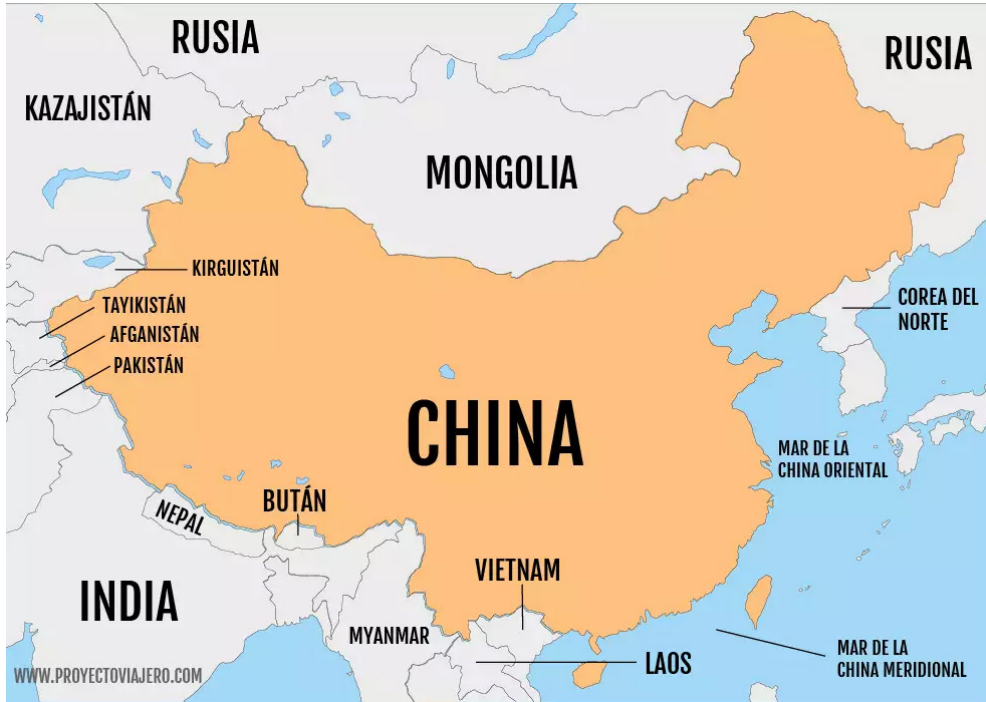 RUSIA
RUSIA
KAZAJISTÁN
MONGOLIA
KIRGUISTÁN
TAYIKISTÁN
AFGANISTÁN
PAKISTÁN
COREA DEL
NORTE
CHINA
MAR DE LA
CHINA ORIENTAL
BUTÁN
NEPAL
VIETNAM
INDIA
MYANMAR
LAOS
MAR DE LA
CHINA MERIDIONAL
WWW.PROYECTOVIAJERO.COM